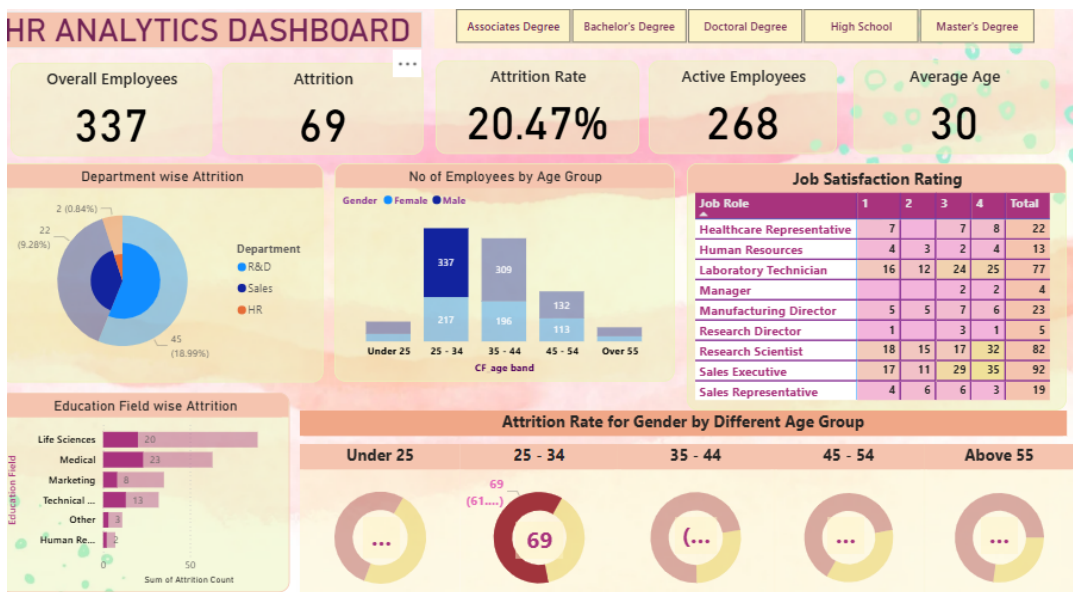 HR ANALYTICS DASHBOARD
Associates Degree
Bachelor's Degree
Doctoral Degree
High School
Master's Degree
...
Overall Employees
337
Attrition
69
Attrition Rate
20.47%
Active Employees
268
Average Age
30
Department wise Attrition
2 (0.84%)
22
(9.28%)
45
(18.99%)
Department
R&D
Sales
HR
No of Employees by Age Group
Gender Female Male
337 309 132
217 196 113
Under 25 25 - 34 35 - 44 45 - 54 Over 55
CF_age band
Job Satisfaction Rating
Job Role 1 2 3 4 Total
Healthcare Representative 7 7 8 22
Human Resources 4 3 2 4 13
Laboratory Technician 16 12 24 25 77
Manager 2 2 4
Manufacturing Director 5 5 7 6 23
Research Director 1 3 1 5
Research Scientist 18 15 17 32 82
Sales Executive 17 11 29 35 92
Sales Representative 4 6 6 3 19
Education Field wise Attrition
Education Field
Life Sciences 20
Medical 23
Marketing 8
Technical ... 13
Other 3
Human Re... 2
0 50
Sum of Attrition Count
Attrition Rate for Gender by Different Age Group
Under 25 25 - 34 35 - 44 45 - 54 Above 55
69
(61....)
... 69 (... ... ...